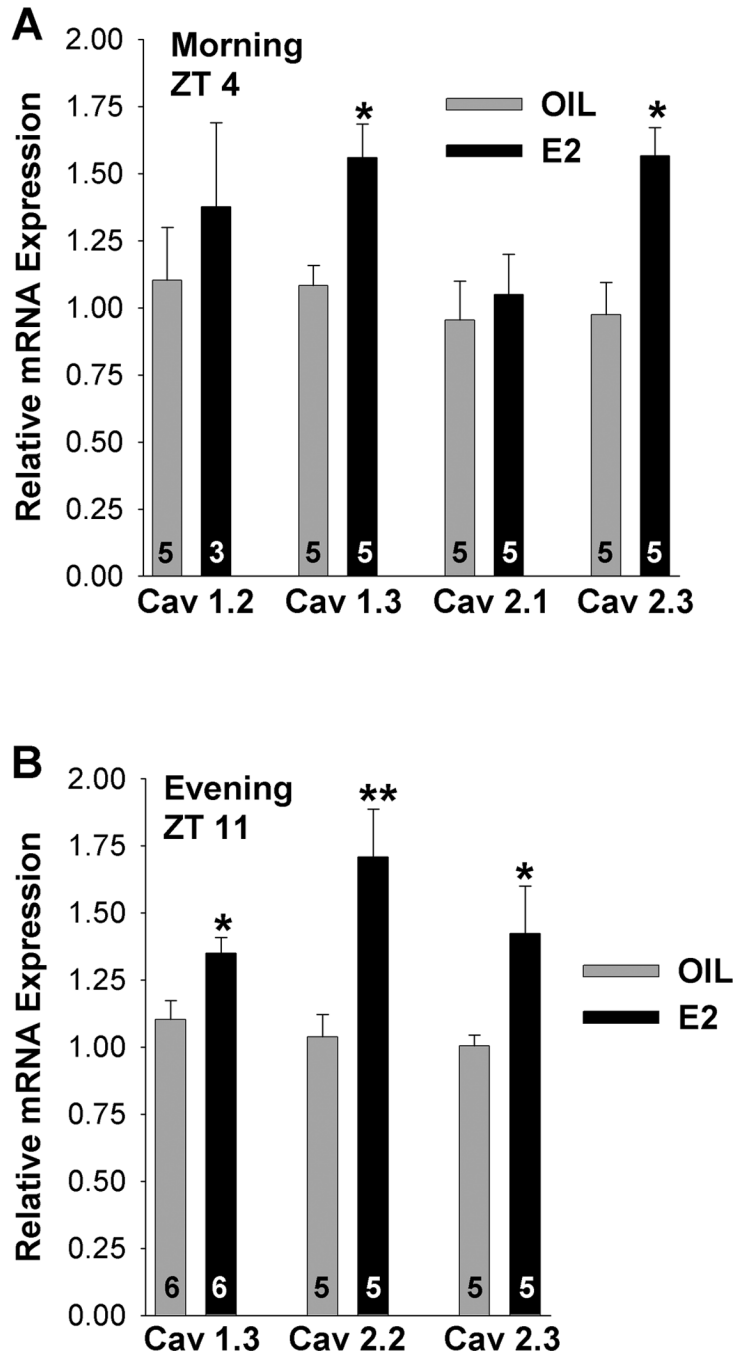 A
Morning
ZT 4
OIL
E2
*
*
Relative mRNA Expression
2.00
1.75
1.50
1.25
1.00
0.75
0.50
0.25
0.00
5 3 5 5 5 5 5 5
Cav 1.2 Cav 1.3 Cav 2.1 Cav 2.3
B
Evening
ZT 11
*
**
*
OIL
E2
Relative mRNA Expression
2.00
1.75
1.50
1.25
1.00
0.75
0.50
0.25
0.00
6 6 5 5 5 5
Cav 1.3 Cav 2.2 Cav 2.3